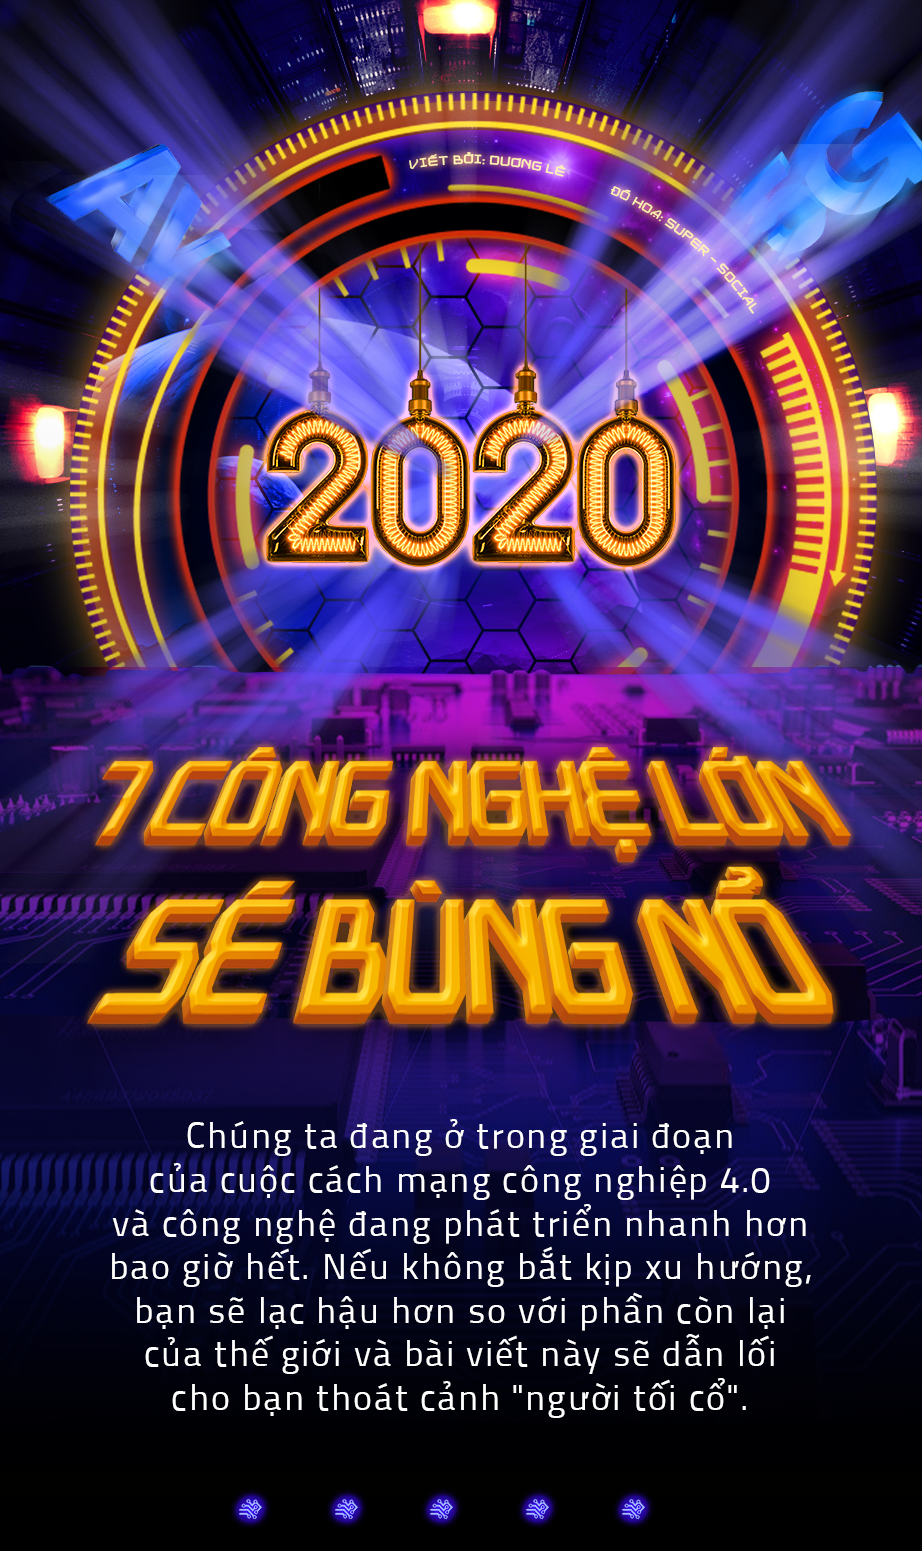 VIẾT BỞI: DƯƠNG LÊ
ĐỒ HOẠ: SUPER - SOCIAL
5G
2020
7 CÔNG NGHỆ LỚN
SẼ BÙNG NỔ
Chúng ta đang ở trong giai đoạn
của cuộc cách mạng công nghiệp 4.0
và công nghệ đang phát triển nhanh hơn
bao giờ hết. Nếu không bắt kịp xu hướng,
bạn sẽ lạc hậu hơn so với phần còn lại
của thế giới và bài viết này sẽ dẫn lối
cho bạn thoát cảnh "người tối cổ".